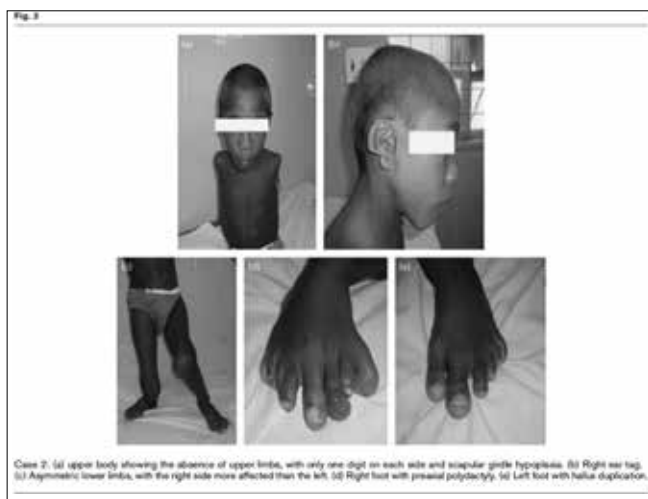 Fig. 3
(a)
(b)
(c)
(d)
(e)
Case 2: (a) upper body showing the absence of upper limbs, with only one digit on each side and scapular girdle hypoplasia. (b) Right ear tag.
(c) Asymmetric lower limbs, with the right side more affected than the left. (d) Right foot with preaxial polydactyly. (e) Left foot with hallux duplication.